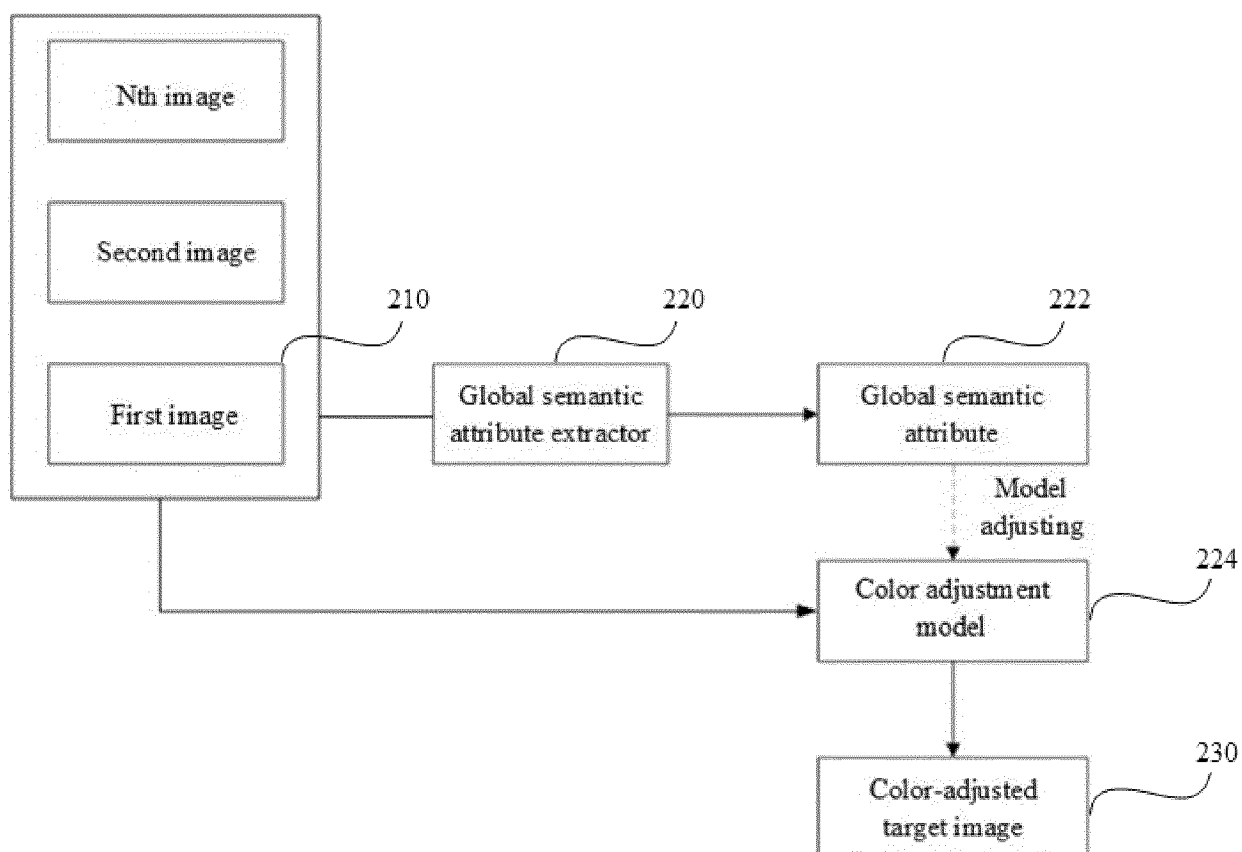 Nth image
Second image
210
220
222
First image
Global semantic
attribute extractor
Global semantic
attribute
Model
adjusting
224
Color adjustment
model
230
Color-adjusted
target image